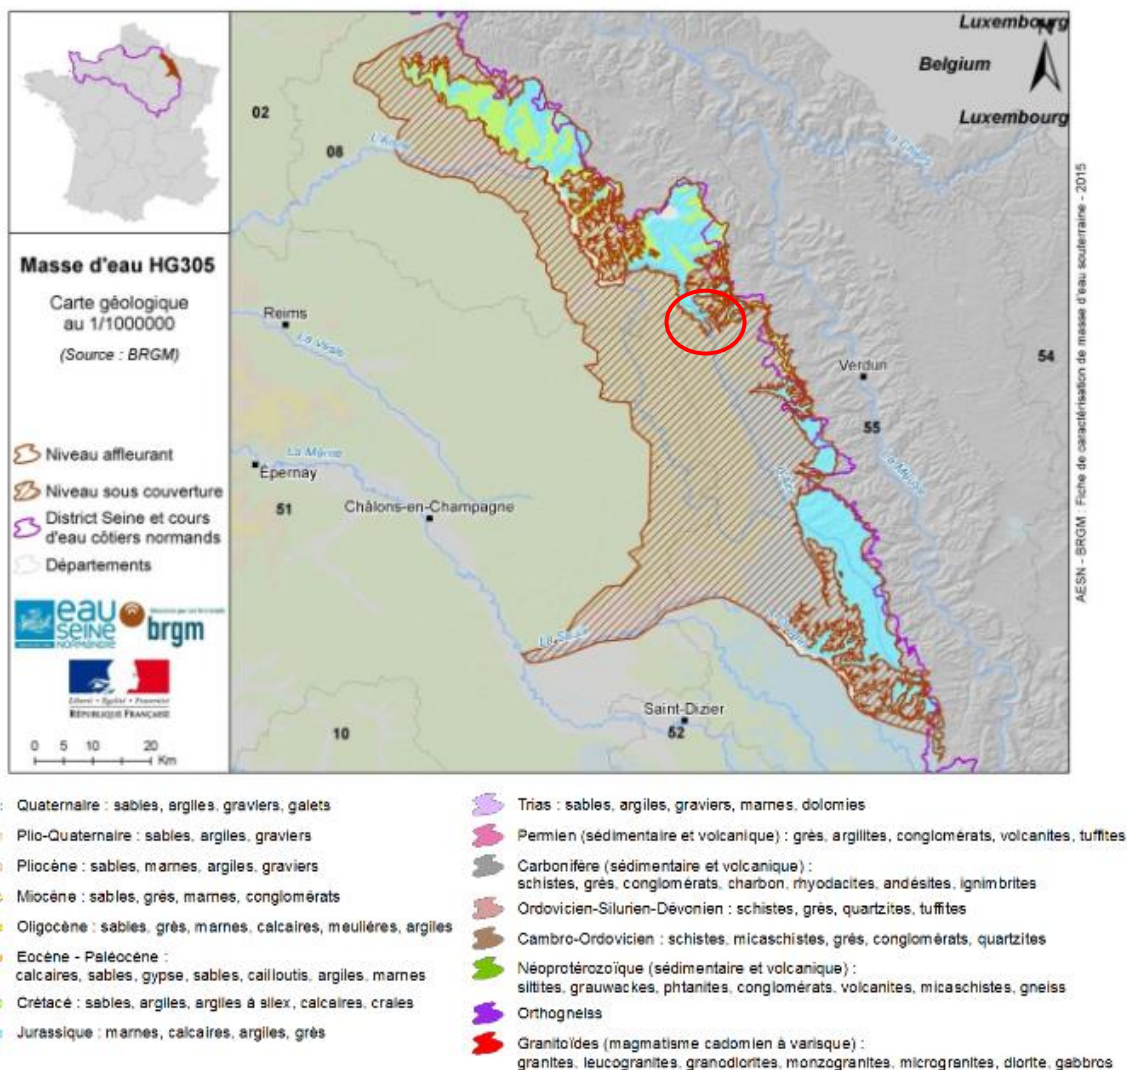 Masse d'eau HG305
Carte géologique
au 1/1000000
(Source : BRGM)
Niveau affleurant
Niveau sous couverture
District Seine et cours
d'eau côtiers normands
Départements
eau
SEINE
NORMANDIE
brgm
Liberté • Égalité • Fraternité
RÉPUBLIQUE FRANÇAISE
0 5 10 20
Km
Luxembourg
N
Belgium
Luxembourg
02
08
L'Aisne
Reims
La Vesle
Verdun
54
55
La Meuse
La Marne
Épernay
51
Châlons-en-Champagne
Saint-Dizier
52
10
AESN - BRGM : Fiche de caractérisation de masse d'eau souterraine - 2015
Quaternaire : sables, argiles, graviers, galets
Plio-Quaternaire : sables, argiles, graviers
Pliocène : sables, marnes, argiles, graviers
Miocène : sables, grès, marnes, conglomérats
Oligocène : sables, grès, marnes, calcaires, meulières, argiles
Eocène - Paléocène :
calcaires, sables, gypse, sables, cailloutis, argiles, marnes
Crétacé : sables, argiles, argiles à silex, calcaires, craies
Jurassique : marnes, calcaires, argiles, grès
Trias : sables, argiles, graviers, marnes, dolomies
Permien (sédimentaire et volcanique) : grès, argilites, conglomérats, volcanites, tuffites
Carbonifère (sédimentaire et volcanique) :
schistes, grès, conglomérats, charbon, rhyodacites, andésites, ignimbrites
Ordovicien-Silurien-Dévonien : schistes, grès, quartzites, tuffites
Cambro-Ordovicien : schistes, micaschistes, grès, conglomérats, quartzites
Néoprotérozoïque (sédimentaire et volcanique) :
siltites, grauwackes, phtanites, conglomérats, volcanites, micaschistes, gneiss
Orthogneiss
Granitoïdes (magmatisme cadomien à varisque) :
granites, leucogranites, granodiorites, monzogranites, microgranites, diorite, gabbros